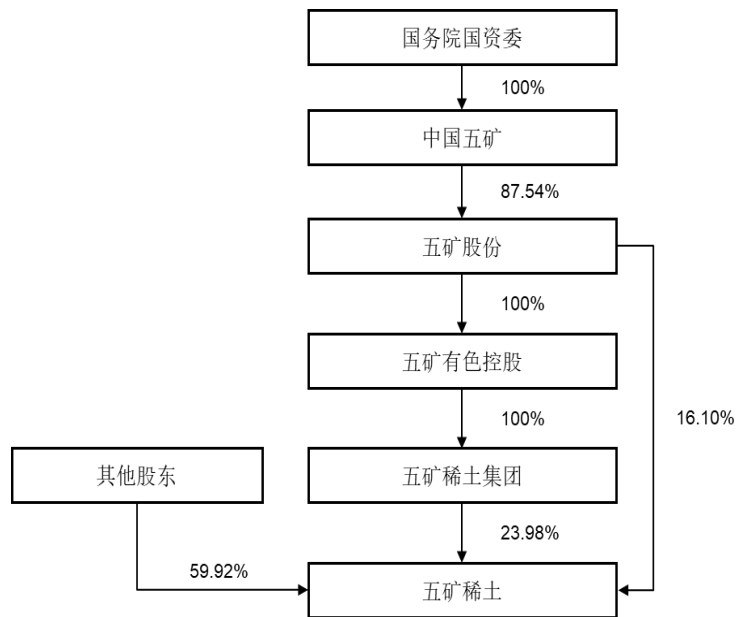 国务院国资委
100%
中国五矿
87.54%
五矿股份
100%
五矿有色控股
16.10%
100%
其他股东
五矿稀土集团
23.98%
59.92%
五矿稀土